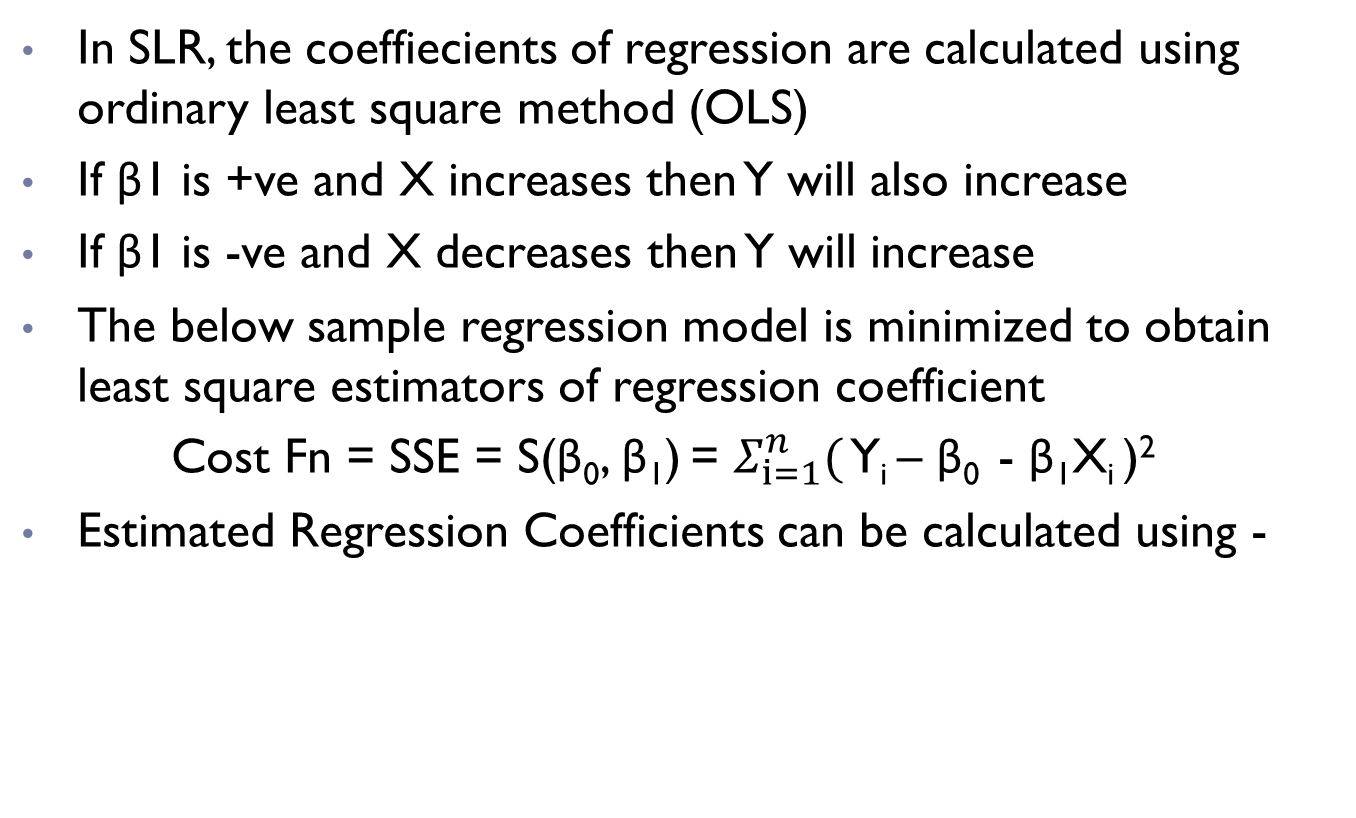 • In SLR, the coeffiecients of regression are calculated using
ordinary least square method (OLS)
• If β1 is +ve and X increases then Y will also increase
• If β1 is -ve and X decreases then Y will increase
• The below sample regression model is minimized to obtain
least square estimators of regression coefficient
Cost Fn = SSE = S(β₀, β₁) = Σⁿᵢ₌₁( Yᵢ – β₀ - β₁Xᵢ )²
• Estimated Regression Coefficients can be calculated using -